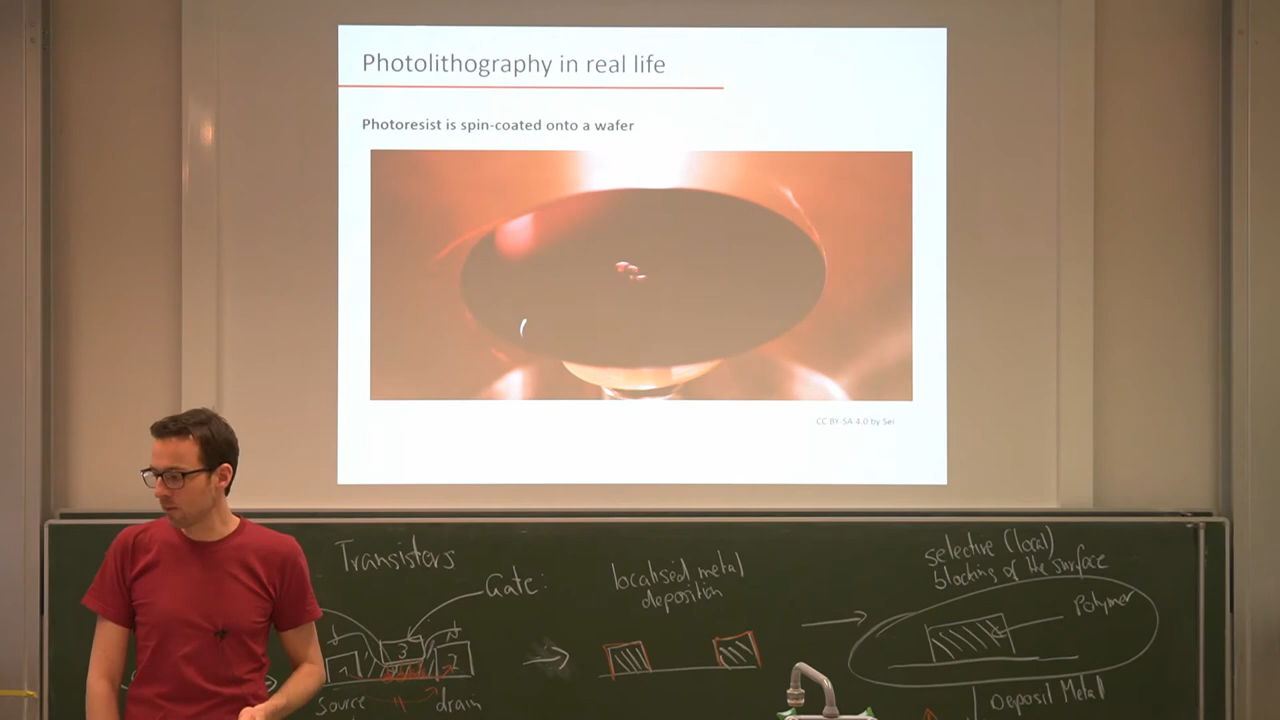 Photolithography in real life
Photoresist is spin-coated onto a wafer
CC BY-SA 4.0 by Sei
Transistors
Gate:
1
3
2
source
drain
localised metal
deposition
selective (local)
blocking of the surface
Polymer
Deposit Metal